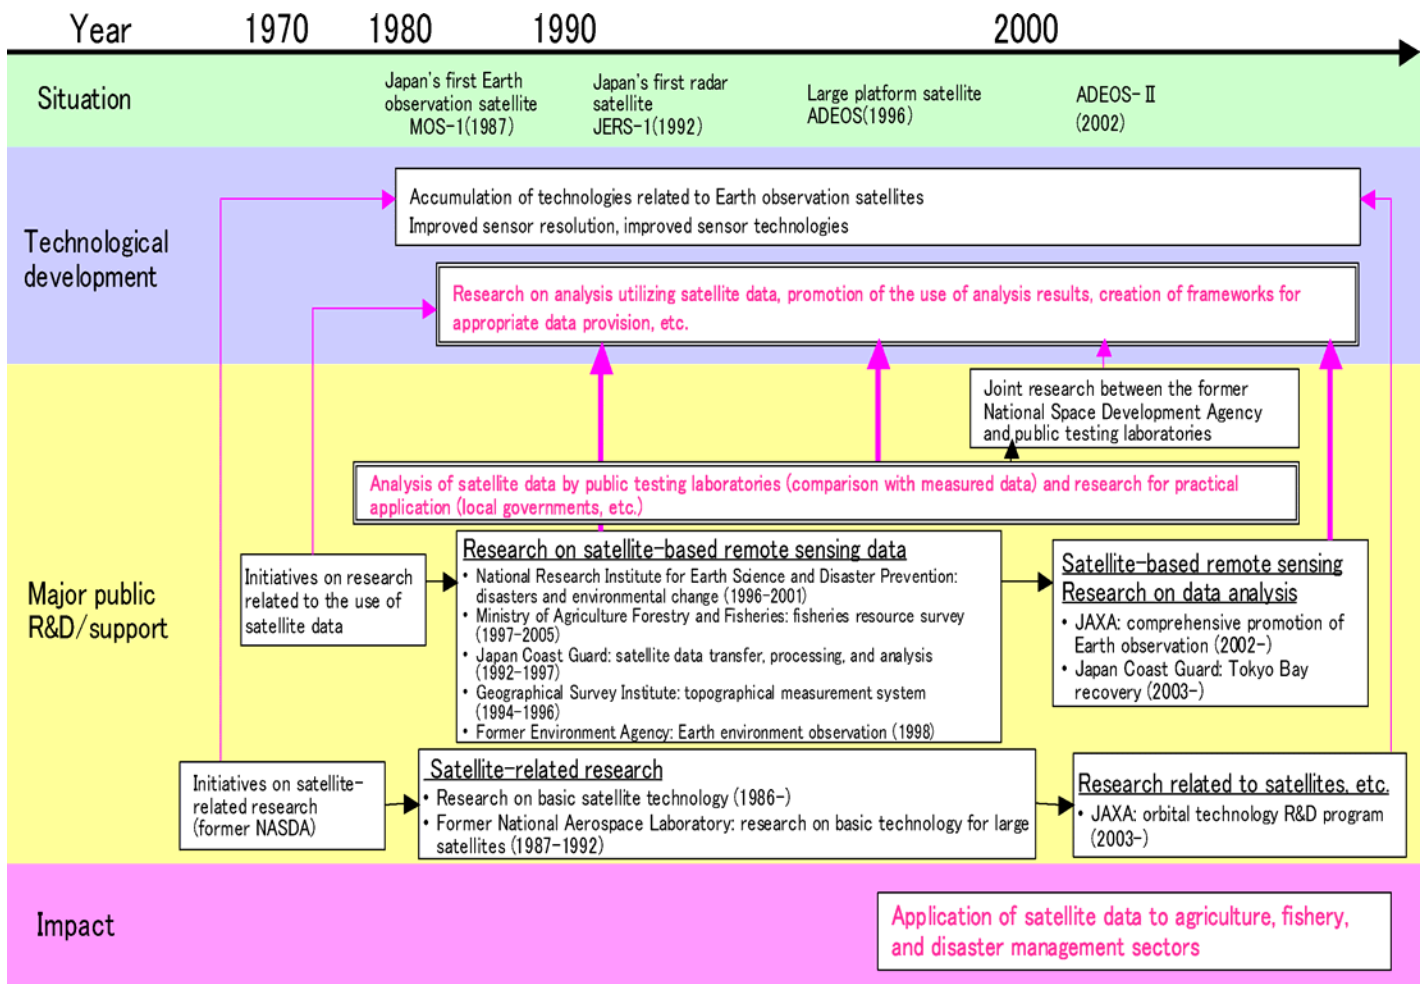 Year 1970 1980 1990 2000
Situation
Japan's first Earth
observation satellite
MOS-1(1987)
Japan's first radar
satellite
JERS-1(1992)
Large platform satellite
ADEOS(1996)
ADEOS-Ⅱ
(2002)
Technological
development
Accumulation of technologies related to Earth observation satellites
Improved sensor resolution, improved sensor technologies
Research on analysis utilizing satellite data, promotion of the use of analysis results, creation of frameworks for
appropriate data provision, etc.
Major public
R&D/support
Joint research between the former
National Space Development Agency
and public testing laboratories
Analysis of satellite data by public testing laboratories (comparison with measured data) and research for practical
application (local governments, etc.)
Initiatives on research
related to the use of
satellite data
Research on satellite-based remote sensing data
• National Research Institute for Earth Science and Disaster Prevention:
disasters and environmental change (1996-2001)
• Ministry of Agriculture Forestry and Fisheries: fisheries resource survey
(1997-2005)
• Japan Coast Guard: satellite data transfer, processing, and analysis
(1992-1997)
• Geographical Survey Institute: topographical measurement system
(1994-1996)
• Former Environment Agency: Earth environment observation (1998)
Satellite-based remote sensing
Research on data analysis
• JAXA: comprehensive promotion of
Earth observation (2002-)
• Japan Coast Guard: Tokyo Bay
recovery (2003-)
Initiatives on satellite-
related research
(former NASDA)
Satellite-related research
• Research on basic satellite technology (1986-)
• Former National Aerospace Laboratory: research on basic technology for large
satellites (1987-1992)
Research related to satellites, etc.
• JAXA: orbital technology R&D program
(2003-)
Impact
Application of satellite data to agriculture, fishery,
and disaster management sectors